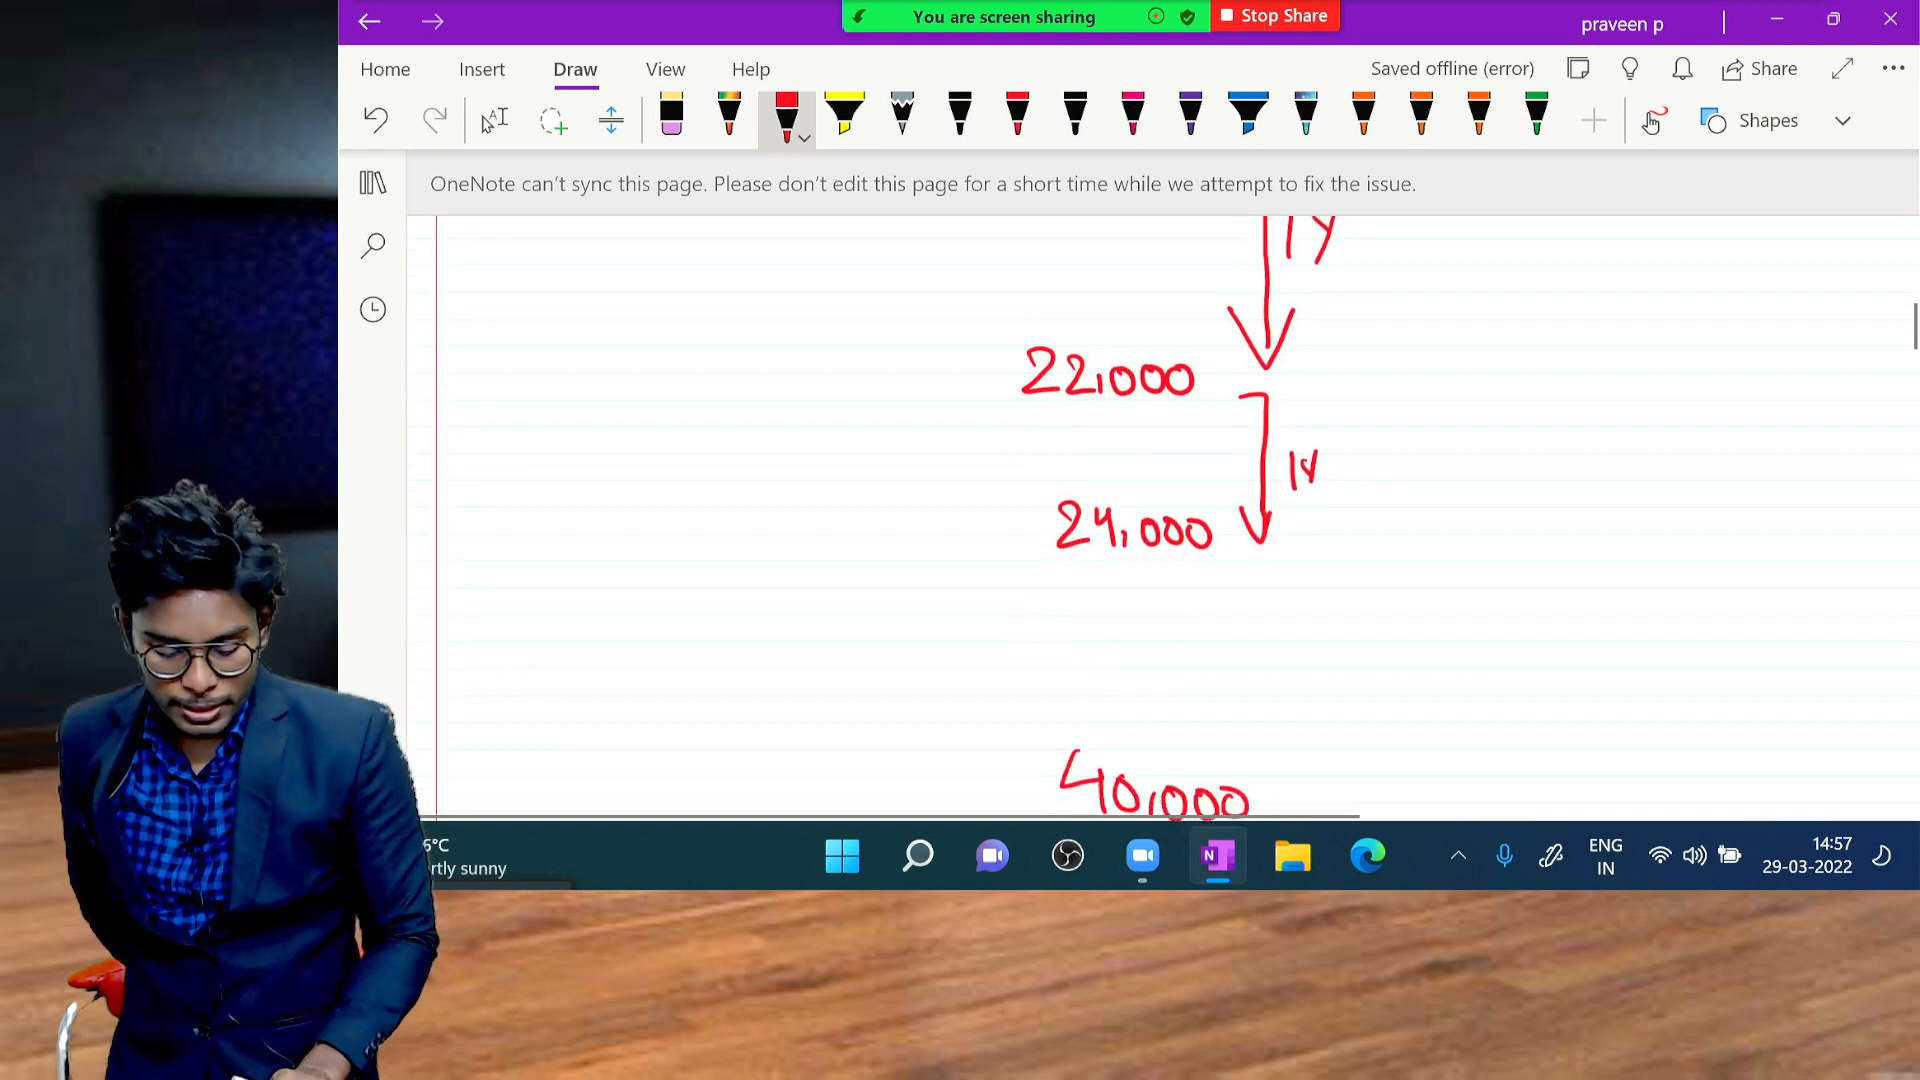 You are screen sharing
Stop Share
praveen p
Home
Insert
Draw
View
Help
Saved offline (error)
Share
Shapes
OneNote can't sync this page. Please don't edit this page for a short time while we attempt to fix the issue.
1y
22,000
1y
24,000
40,000
rtly sunny
ENG
IN
14:57
29-03-2022